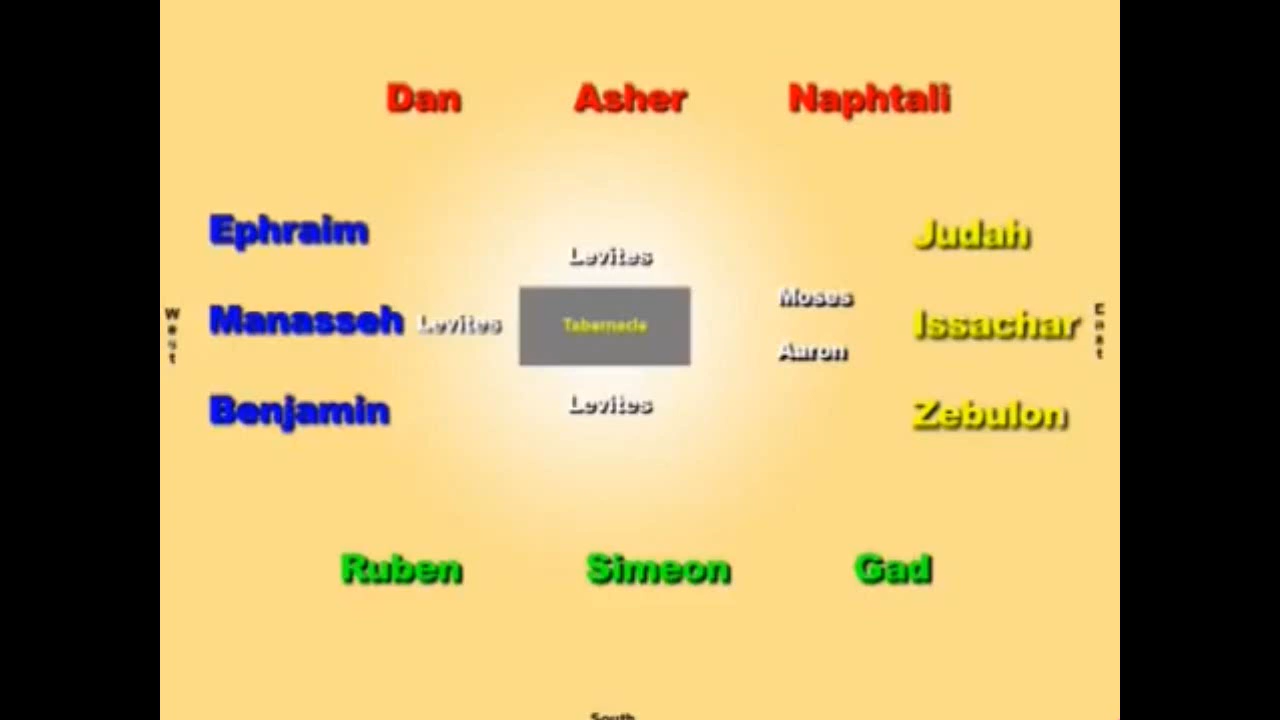 Dan Asher Naphtali
Ephraim Judah
Levites
Moses
West Manasseh Levites Tabernacle Issachar East
Aaron
Levites
Benjamin Zebulon
Ruben Simeon Gad
South